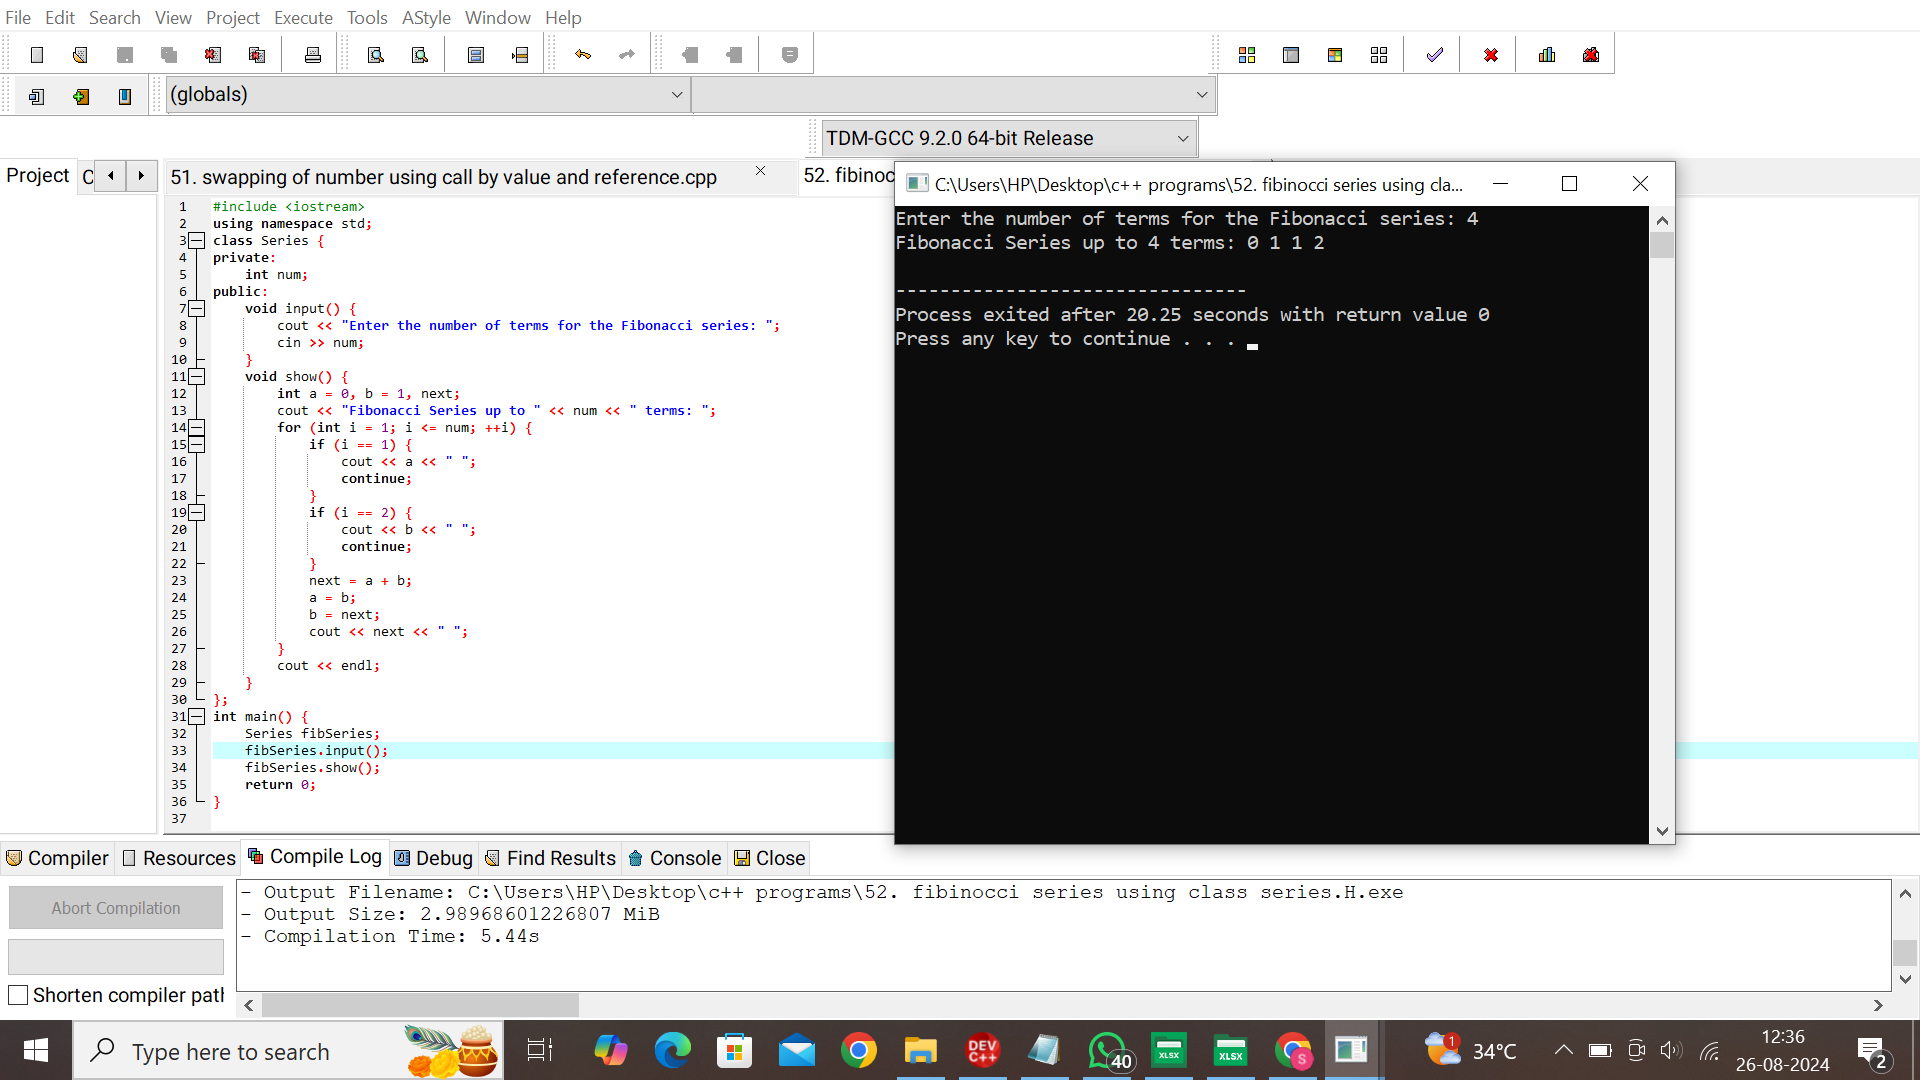 File Edit Search View Project Execute Tools AStyle Window Help
(globals)
TDM-GCC 9.2.0 64-bit Release
Project
51. swapping of number using call by value and reference.cpp
52. fibinoc
1 #include <iostream>
2 using namespace std;
3 class Series {
4 private:
5 int num;
6 public:
7 void input() {
8 cout << "Enter the number of terms for the Fibonacci series: ";
9 cin >> num;
10 }
11 void show() {
12 int a = 0, b = 1, next;
13 cout << "Fibonacci Series up to " << num << " terms: ";
14 for (int i = 1; i <= num; ++i) {
15 if (i == 1) {
16 cout << a << " ";
17 continue;
18 }
19 if (i == 2) {
20 cout << b << " ";
21 continue;
22 }
23 next = a + b;
24 a = b;
25 b = next;
26 cout << next << " ";
27 }
28 cout << endl;
29 }
30 };
31 int main() {
32 Series fibSeries;
33 fibSeries.input();
34 fibSeries.show();
35 return 0;
36 }
37
C:\Users\HP\Desktop\c++ programs\52. fibinocci series using cla...
Enter the number of terms for the Fibonacci series: 4
Fibonacci Series up to 4 terms: 0 1 1 2
--------------------------------
Process exited after 20.25 seconds with return value 0
Press any key to continue . . .
Compiler Resources Compile Log Debug Find Results Console Close
Abort Compilation
Shorten compiler path
- Output Filename: C:\Users\HP\Desktop\c++ programs\52. fibinocci series using class series.H.exe
- Output Size: 2.98968601226807 MiB
- Compilation Time: 5.44s
Type here to search
DEV C++
40
XLSX
XLSX
S
1
34°C
12:36
26-08-2024
2